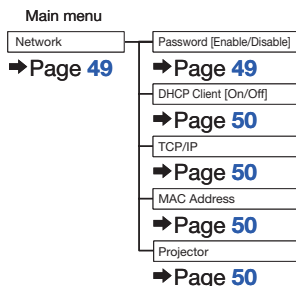 Main menu
Network
➡Page 49
Password [Enable/Disable]
➡Page 49
DHCP Client [On/Off]
➡Page 50
TCP/IP
➡Page 50
MAC Address
➡Page 50
Projector
➡Page 50